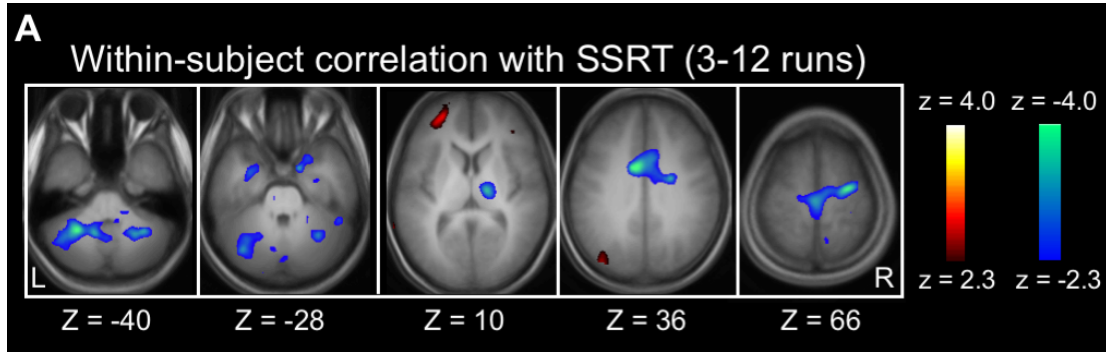 A
Within-subject correlation with SSRT (3-12 runs)
z = 4.0 z = -4.0
L R
z = 2.3 z = -2.3
Z = -40 Z = -28 Z = 10 Z = 36 Z = 66